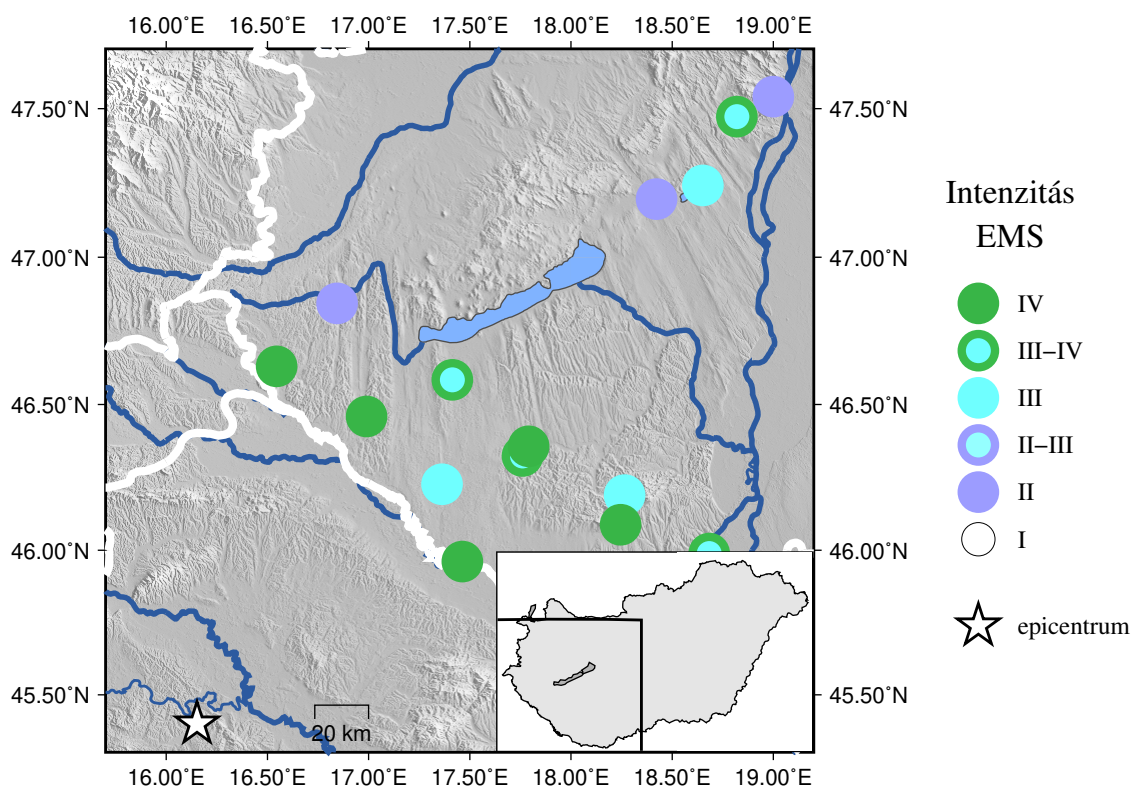 16.00°E 16.50°E 17.00°E 17.50°E 18.00°E 18.50°E 19.00°E
47.50°N 47.50°N
47.00°N 47.00°N
46.50°N 46.50°N
46.00°N 46.00°N
45.50°N 45.50°N
20 km
16.00°E 16.50°E 17.00°E 17.50°E 18.00°E 18.50°E 19.00°E
Intenzitás
EMS
IV
III–IV
III
II–III
II
I
epicentrum